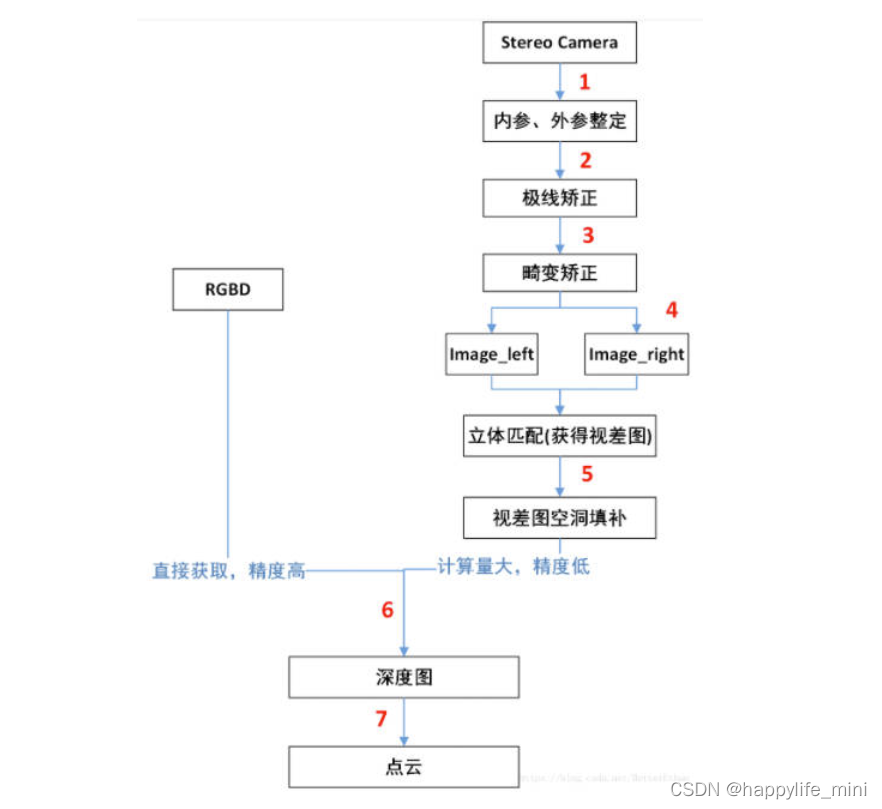 Stereo Camera
1
内参、外参整定
2
极线矫正
3
畸变矫正
RGBD
4
Image_left
Image_right
立体匹配(获得视差图)
5
视差图空洞填补
直接获取，精度高
计算量大，精度低
6
深度图
7
点云
CSDN @happylife_mini